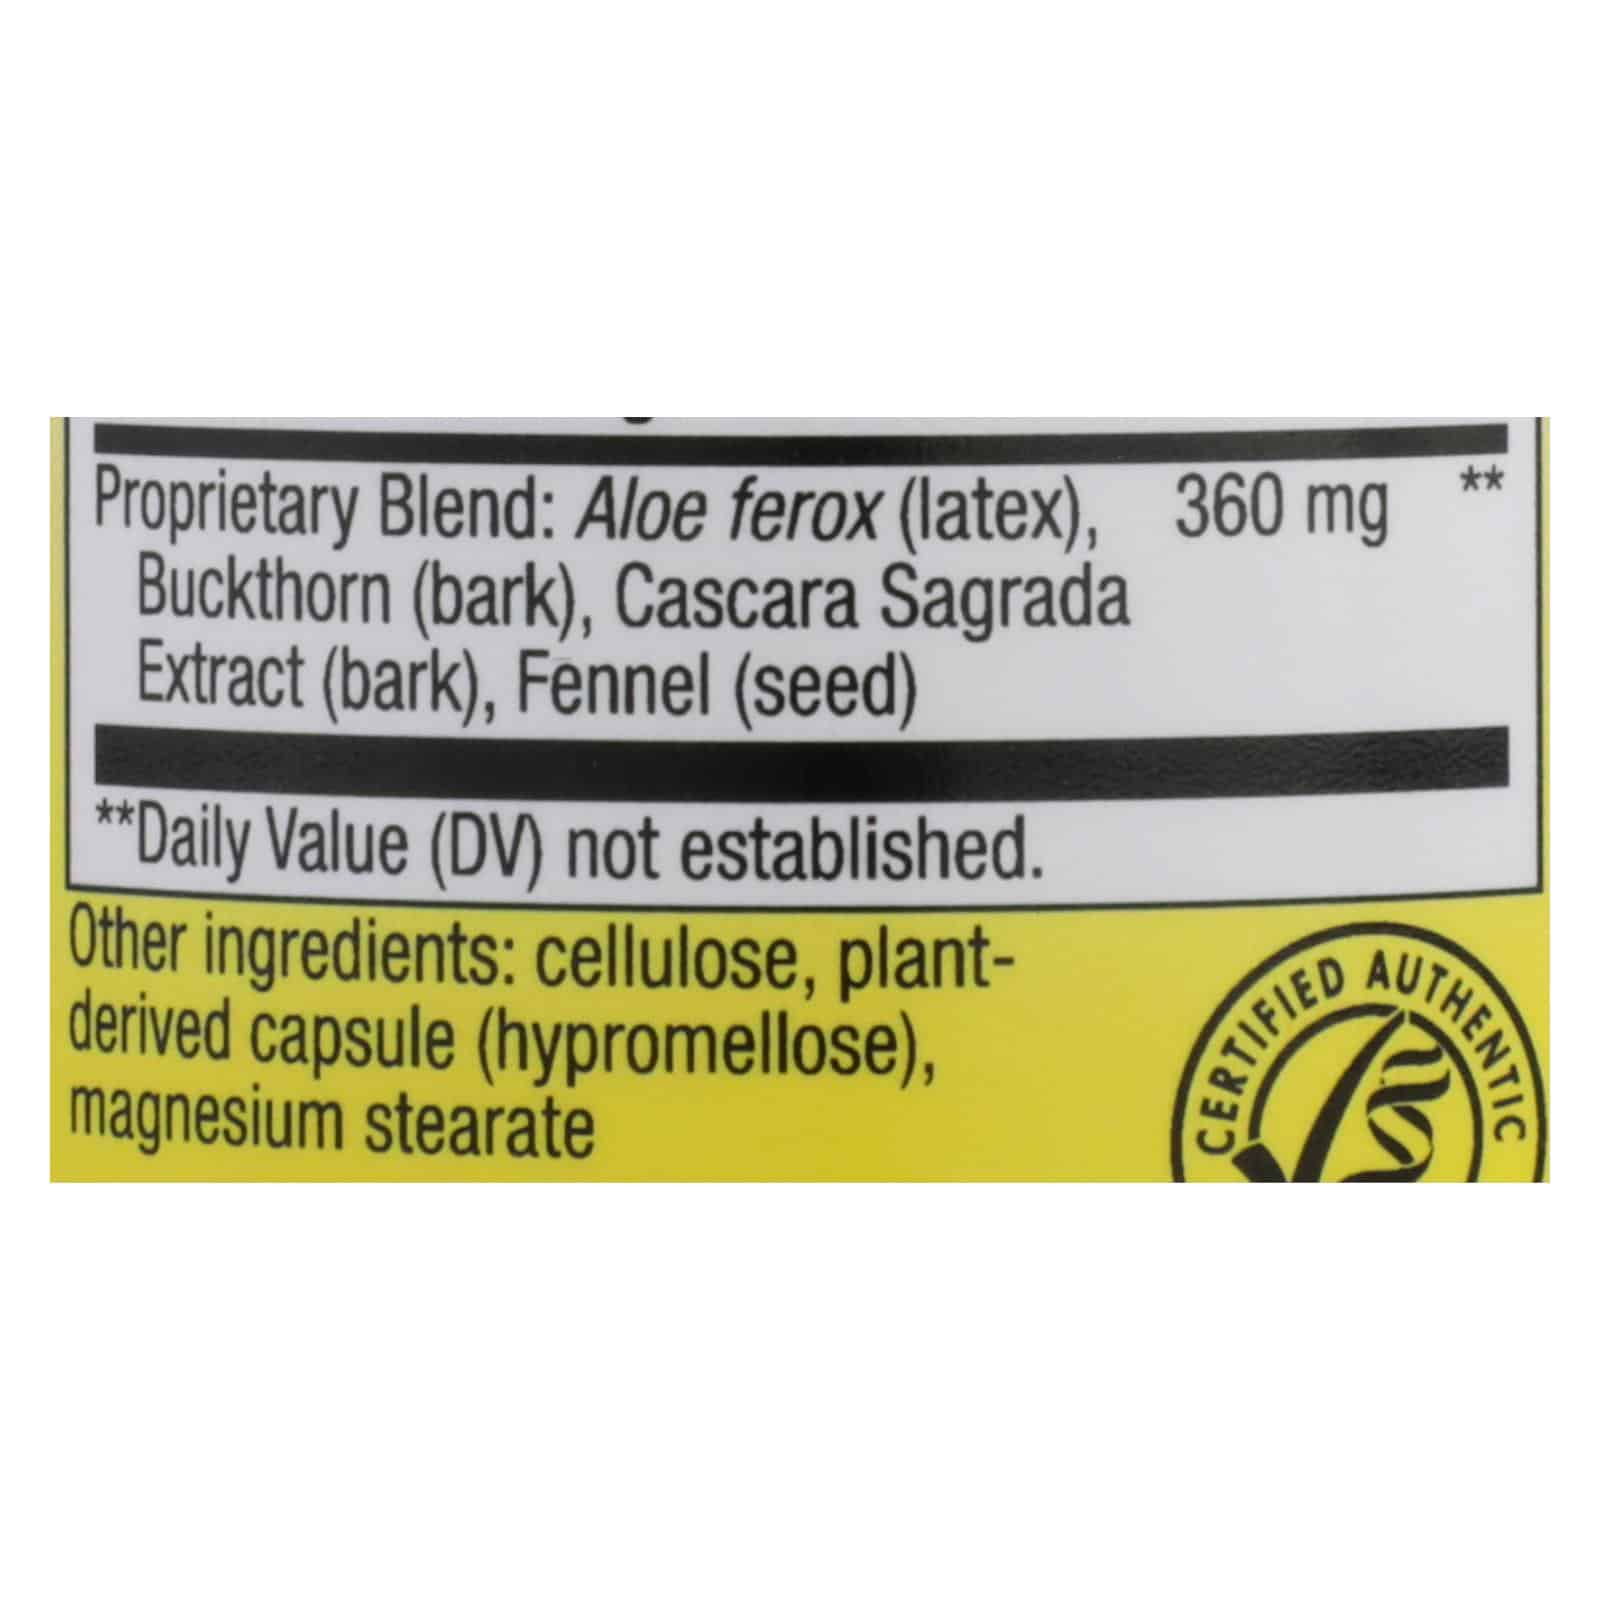 Proprietary Blend: Aloe ferox (latex), 360 mg **
Buckthorn (bark), Cascara Sagrada
Extract (bark), Fennel (seed)
**Daily Value (DV) not established.
Other ingredients: cellulose, plant-
derived capsule (hypromellose),
magnesium stearate
CERTIFIED AUTHENTIC